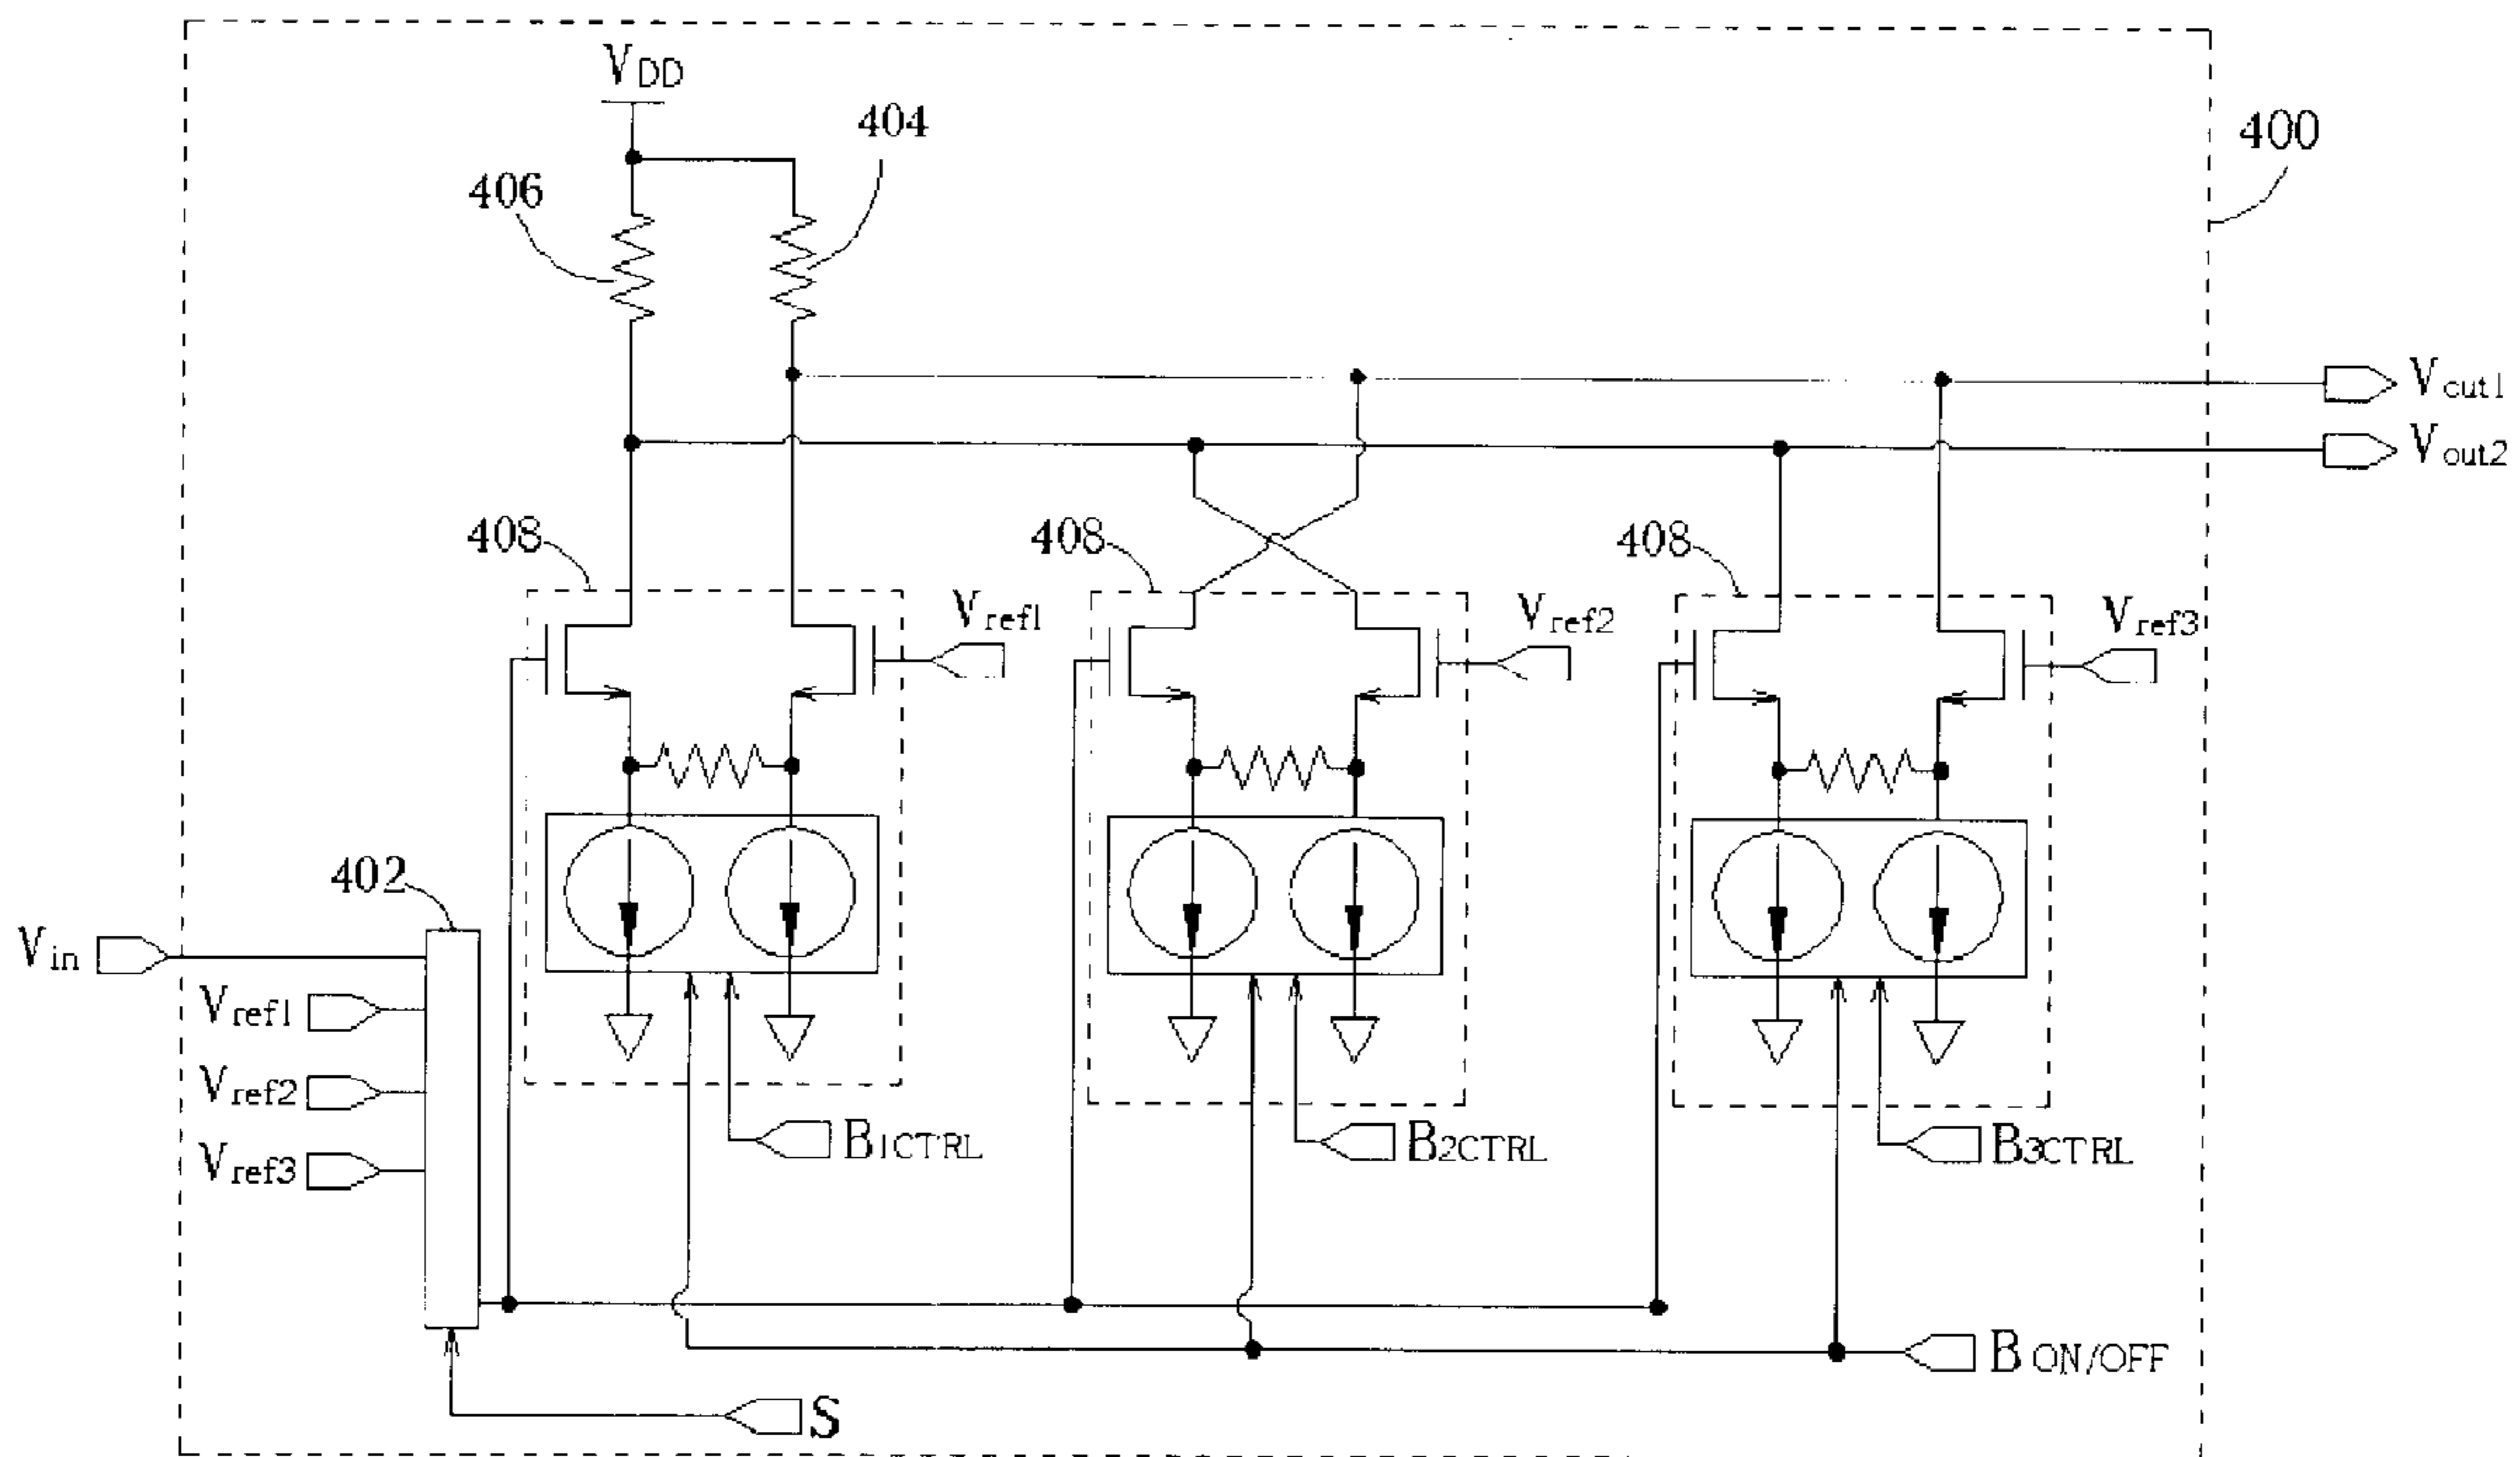 VDD
404
400
406
Vout1
Vout2
408
408
408
Vref1
Vref2
Vref3
402
Vin
Vref1
Vref2
Vref3
B1CTRL
B2CTRL
B3CTRL
BON/OFF
S